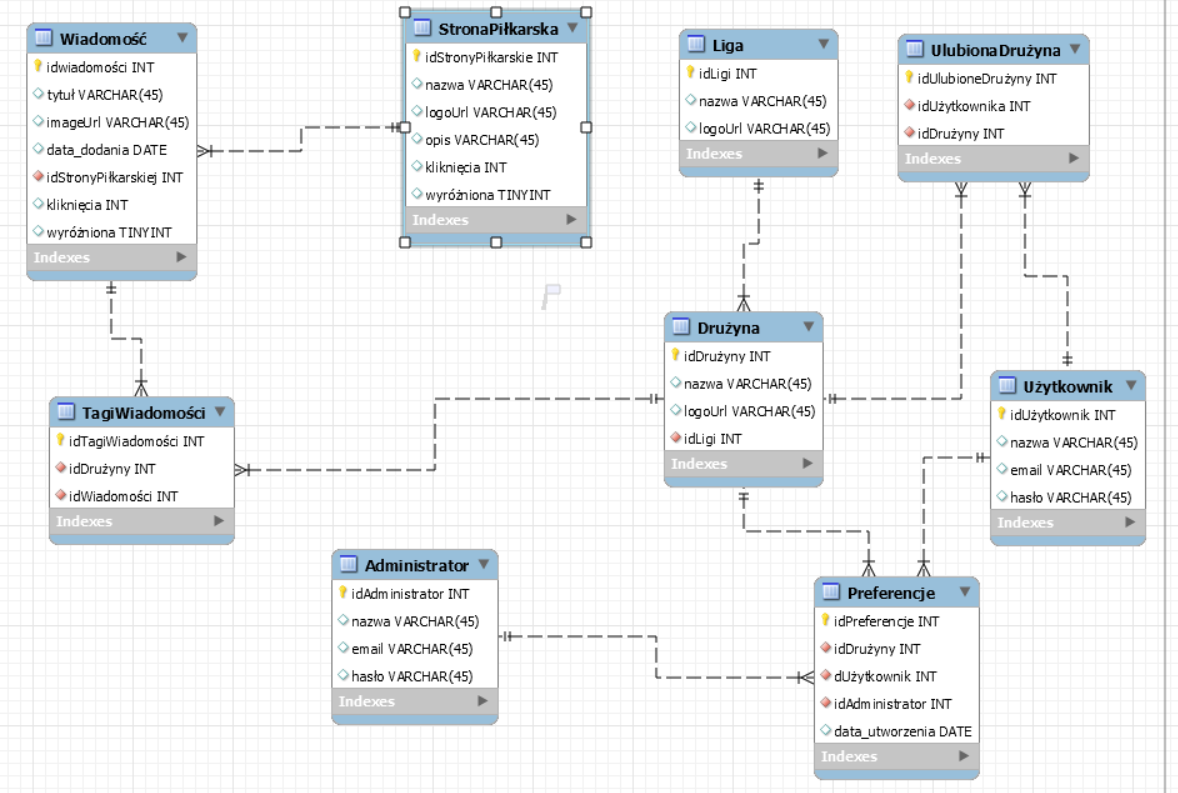 Wiadomość
idwiadomości INT
tytuł VARCHAR(45)
imageUrl VARCHAR(45)
data_dodania DATE
idStronyPiłkarskiej INT
kliknięcia INT
wyróżniona TINYINT
Indexes
StronaPiłkarska
idStronyPiłkarskie INT
nazwa VARCHAR(45)
logoUrl VARCHAR(45)
opis VARCHAR(45)
kliknięcia INT
wyróżniona TINYINT
Indexes
Liga
idLigi INT
nazwa VARCHAR(45)
logoUrl VARCHAR(45)
Indexes
UlubionaDrużyna
idUlubioneDrużyny INT
idUżytkownika INT
idDrużyny INT
Indexes
Drużyna
idDrużyny INT
nazwa VARCHAR(45)
logoUrl VARCHAR(45)
idLigi INT
Indexes
Użytkownik
idUżytkownik INT
nazwa VARCHAR(45)
email VARCHAR(45)
hasło VARCHAR(45)
Indexes
TagiWiadomości
idTagiWiadomości INT
idDrużyny INT
idWiadomości INT
Indexes
Administrator
idAdministrator INT
nazwa VARCHAR(45)
email VARCHAR(45)
hasło VARCHAR(45)
Indexes
Preferencje
idPreferencje INT
idDrużyny INT
dUżytkownik INT
idAdministrator INT
data_utworzenia DATE
Indexes